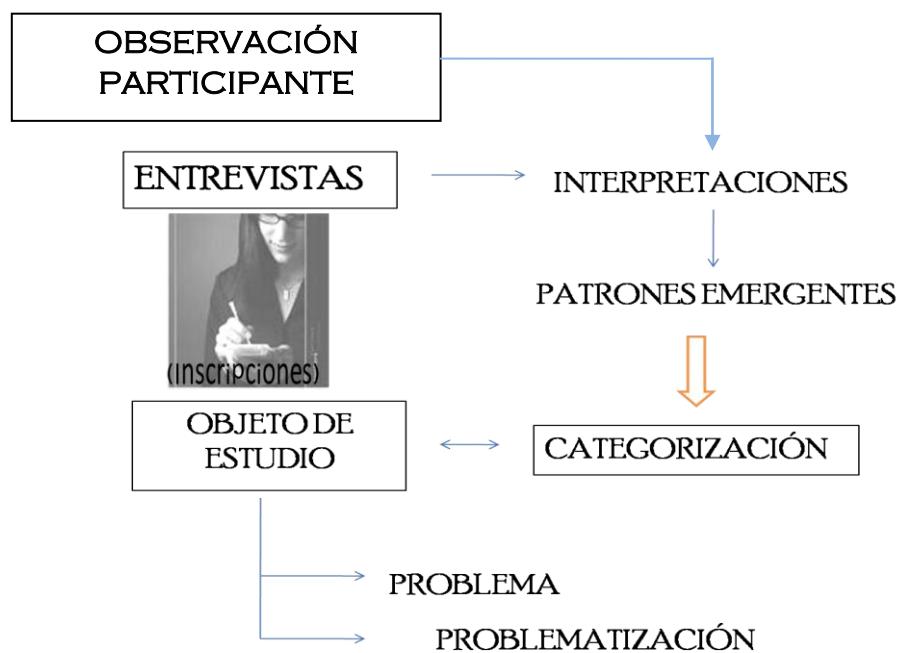 OBSERVACIÓN
PARTICIPANTE
ENTREVISTAS
INTERPRETACIONES
PATRONES EMERGENTES
(Inscripciones)
OBJETO DE
ESTUDIO
CATEGORIZACIÓN
PROBLEMA
PROBLEMATIZACIÓN